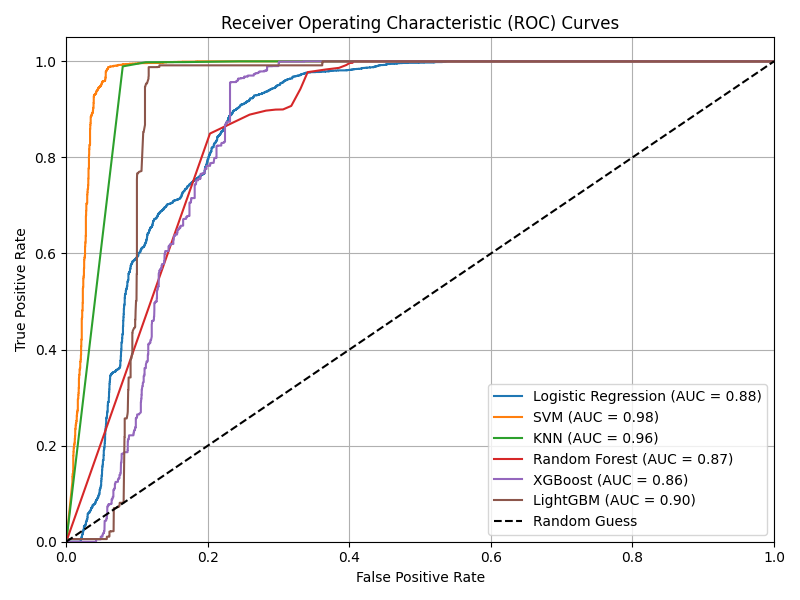 Receiver Operating Characteristic (ROC) Curves
True Positive Rate
1.0
0.8
0.6
0.4
0.2
0.0
Logistic Regression (AUC = 0.88)
SVM (AUC = 0.98)
KNN (AUC = 0.96)
Random Forest (AUC = 0.87)
XGBoost (AUC = 0.86)
LightGBM (AUC = 0.90)
Random Guess
0.0 0.2 0.4 0.6 0.8 1.0
False Positive Rate